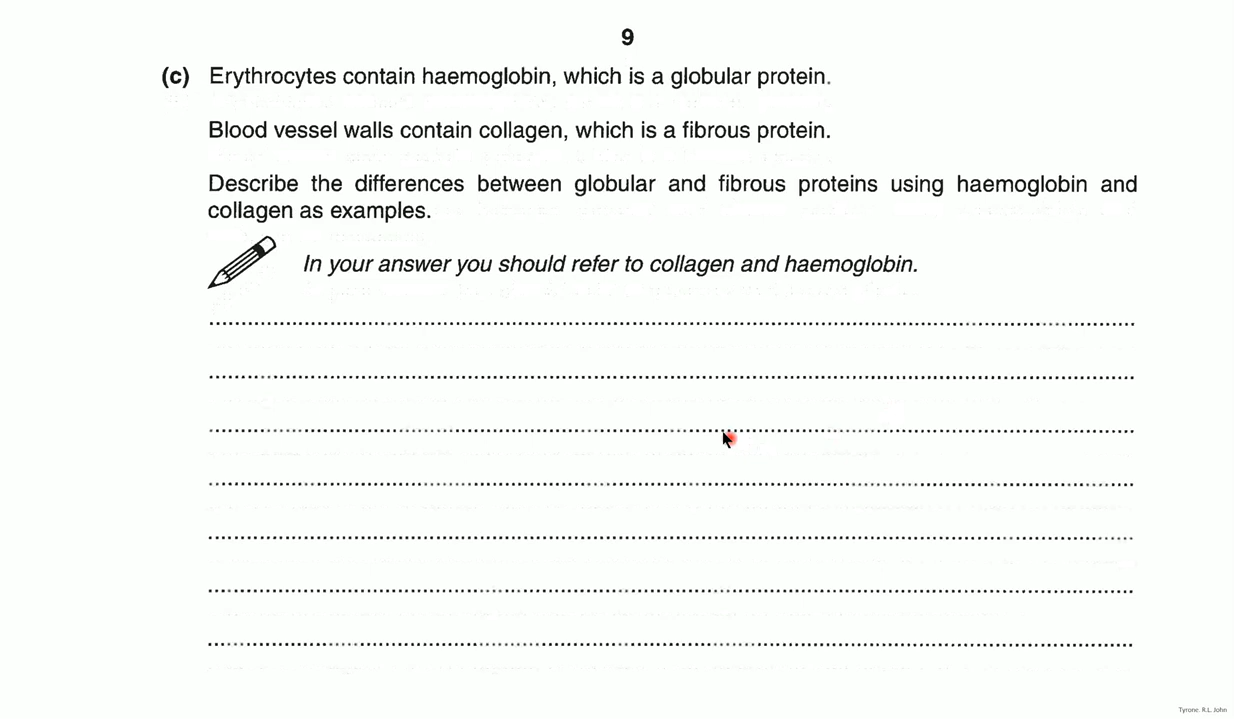 9
(c) Erythrocytes contain haemoglobin, which is a globular protein.
Blood vessel walls contain collagen, which is a fibrous protein.
Describe the differences between globular and fibrous proteins using haemoglobin and
collagen as examples.
In your answer you should refer to collagen and haemoglobin.
Tyrone. R.L. John